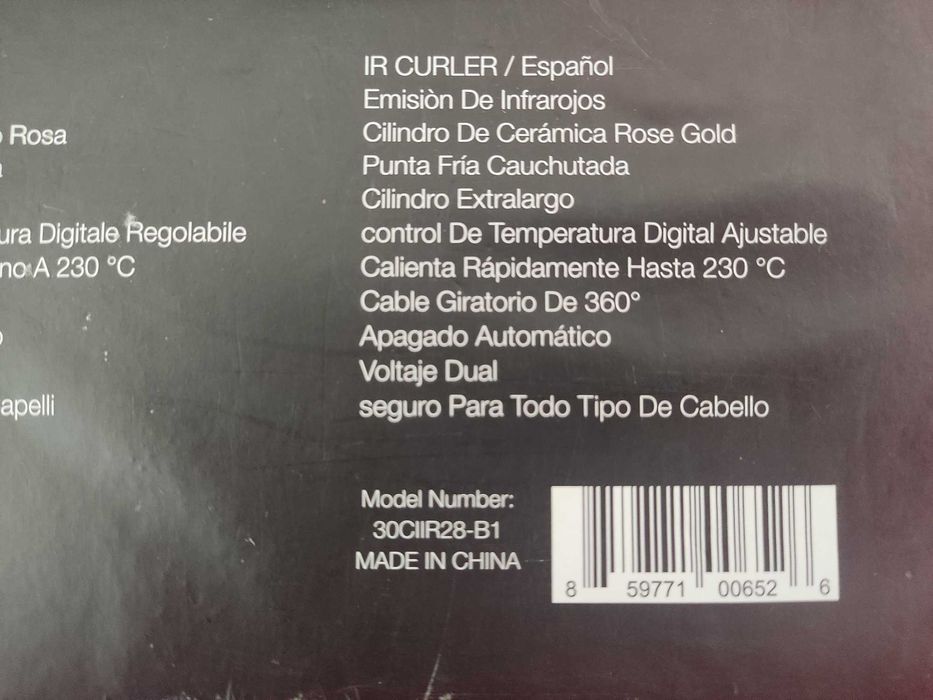 Rosa
ura Digitale Regolabile
no A 230 °C
apelli
IR CURLER / Español
Emisiòn De Infrarojos
Cilindro De Cerámica Rose Gold
Punta Fría Cauchutada
Cilindro Extralargo
control De Temperatura Digital Ajustable
Calienta Rápidamente Hasta 230 °C
Cable Giratorio De 360°
Apagado Automático
Voltaje Dual
seguro Para Todo Tipo De Cabello
Model Number:
30CIIR28-B1
MADE IN CHINA
8 59771 00652 6